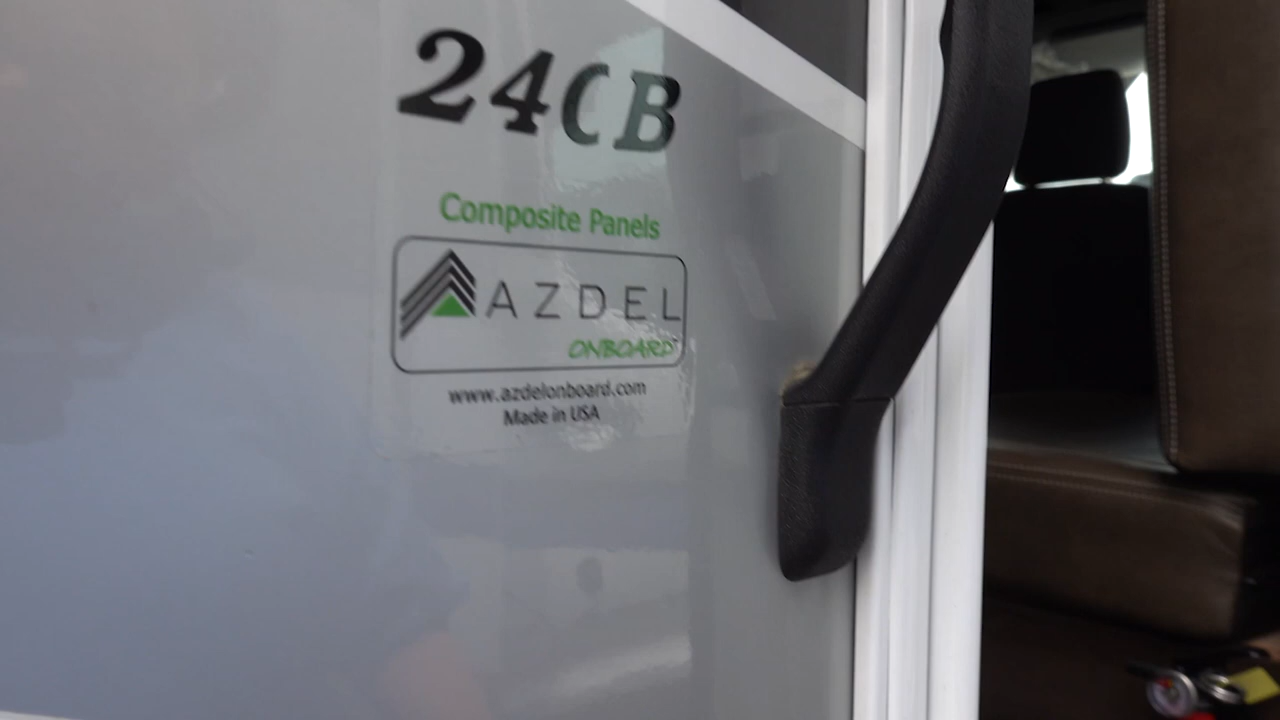 24CB
Composite Panels
AZDEL
ONBOARD
www.azdelonboard.com
Made in USA